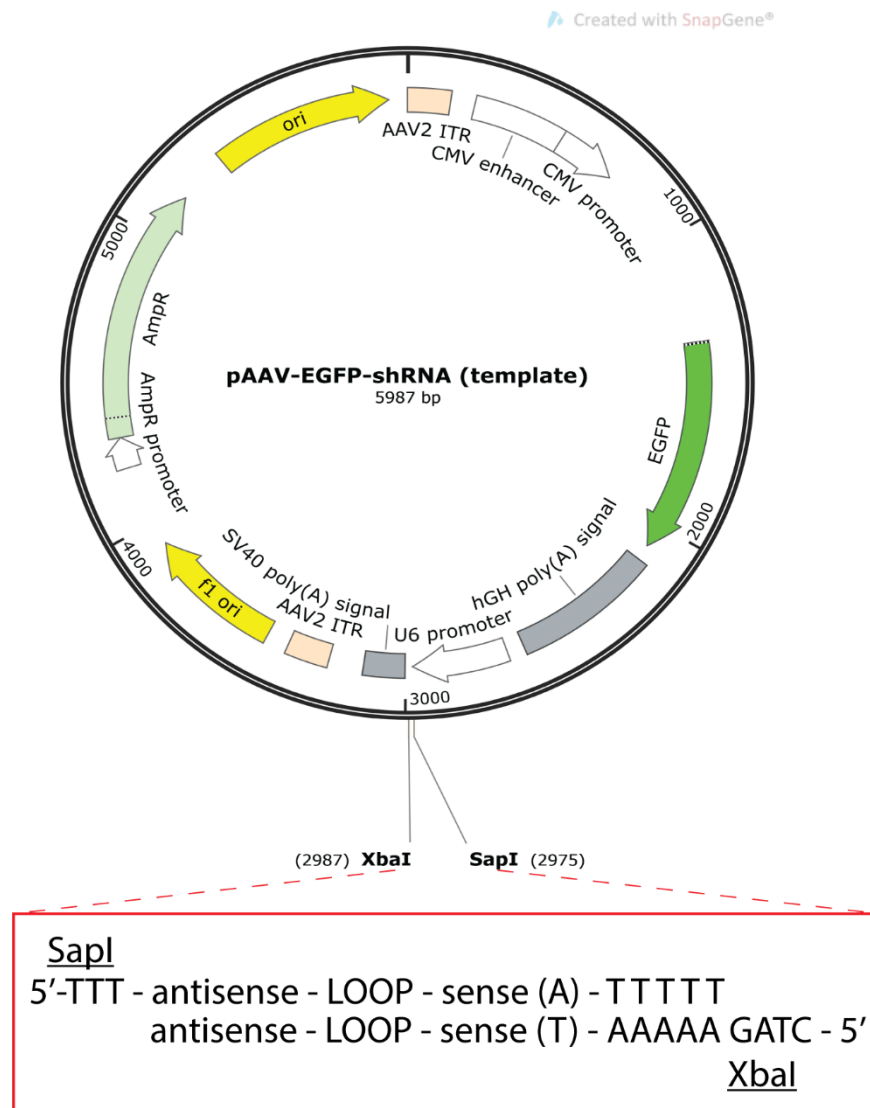 Created with SnapGene®
ori
AAV2 ITR
CMV enhancer
CMV promoter
1000
5000
AmpR
AmpR promoter
pAAV-EGFP-shRNA (template)
5987 bp
EGFP
2000
hGH poly(A) signal
U6 promoter
SV40 poly(A) signal
AAV2 ITR
f1 ori
4000
3000
(2987) XbaI SapI (2975)
SapI
5'-TTT - antisense - LOOP - sense (A) - TTTTT
antisense - LOOP - sense (T) - AAAAA GATC - 5'
XbaI